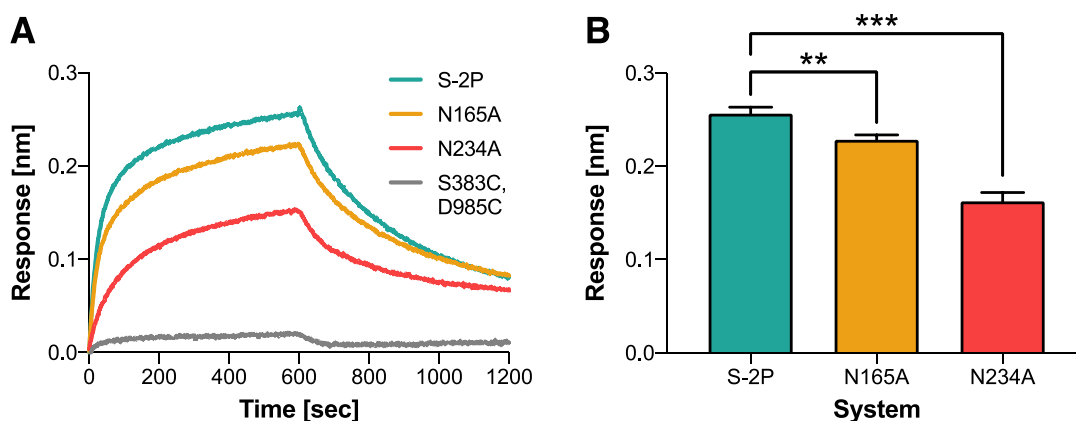 A
Response [nm]
0.3
0.2
0.1
0.0
0
200
400
600
800
1000
1200
Time [sec]
S-2P
N165A
N234A
S383C,
D985C
B
Response [nm]
0.3
0.2
0.1
0.0
***
**
S-2P
N165A
N234A
System